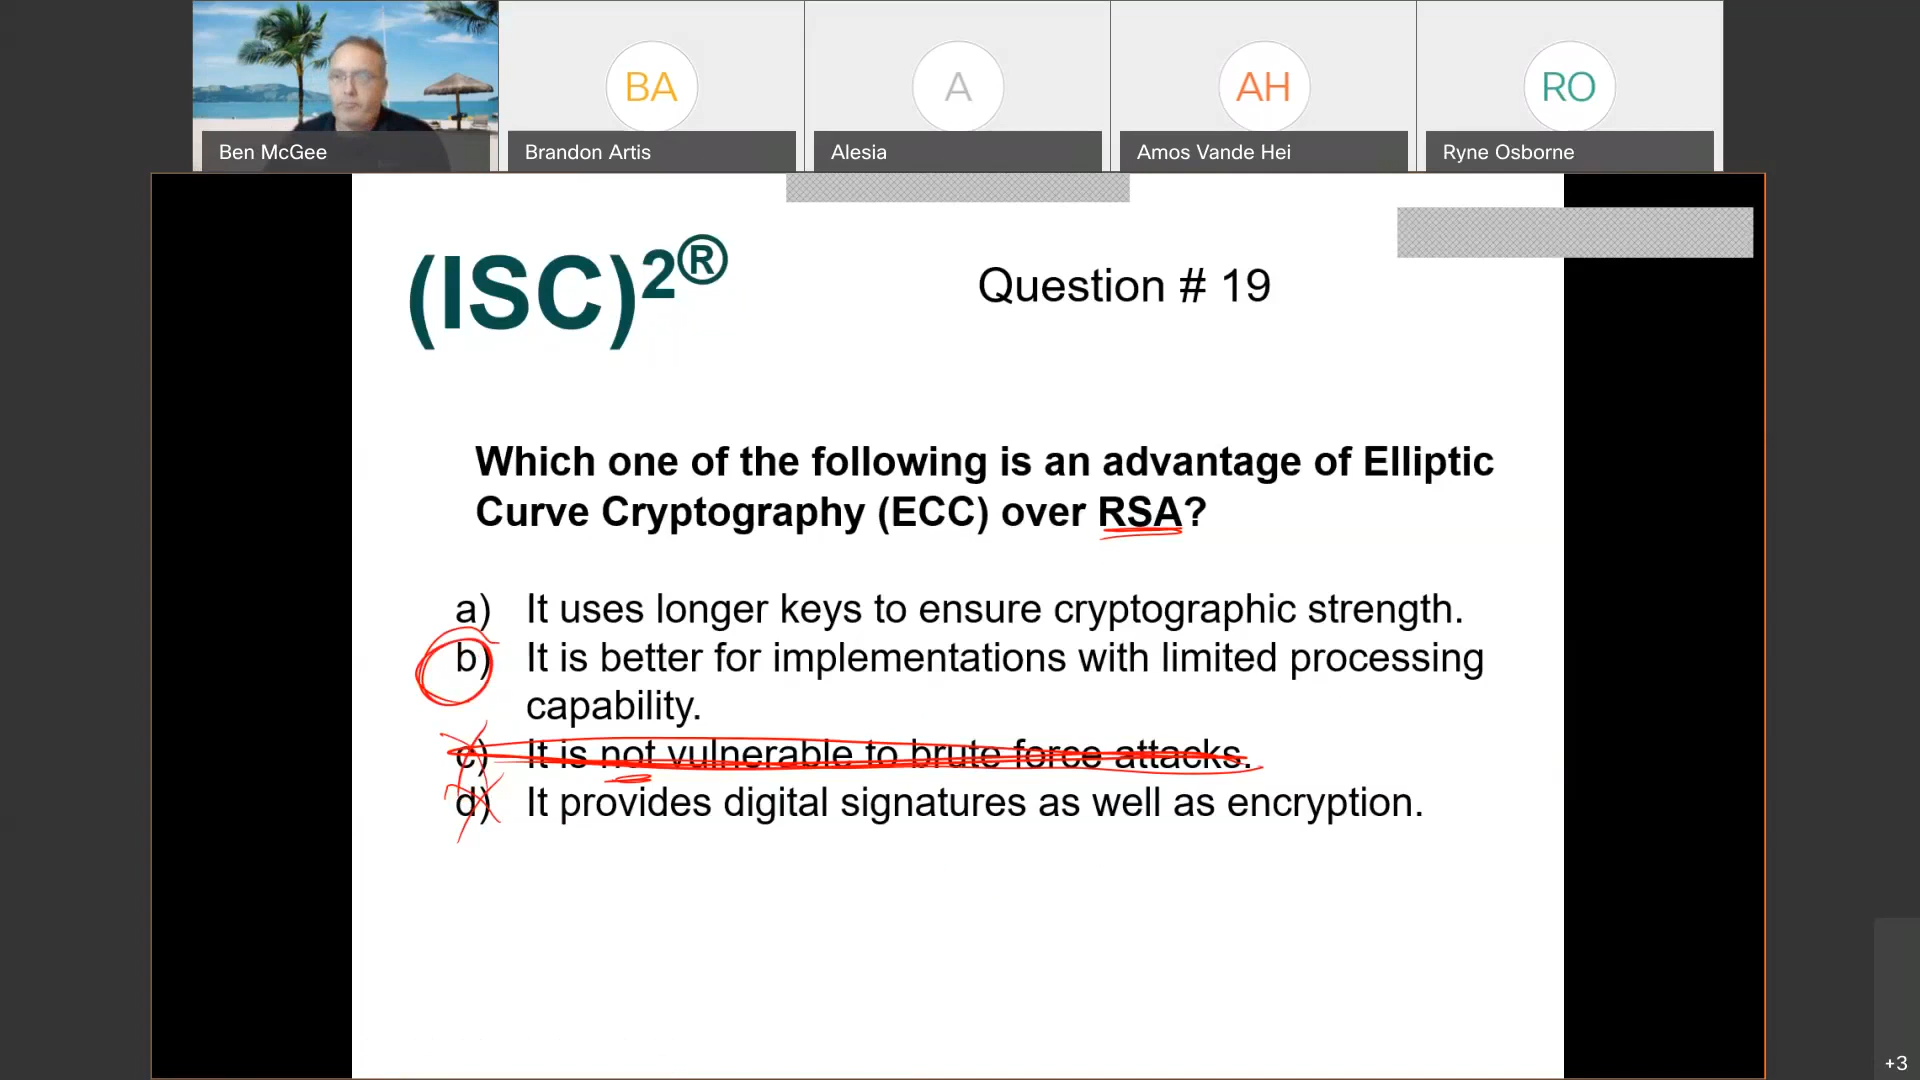 BA
A
AH
RO
Ben McGee
Brandon Artis
Alesia
Amos Vande Hei
Ryne Osborne
(ISC)2®
Question # 19
Which one of the following is an advantage of Elliptic
Curve Cryptography (ECC) over RSA?
a) It uses longer keys to ensure cryptographic strength.
b) It is better for implementations with limited processing
capability.
c) It is not vulnerable to brute force attacks.
d) It provides digital signatures as well as encryption.
+3